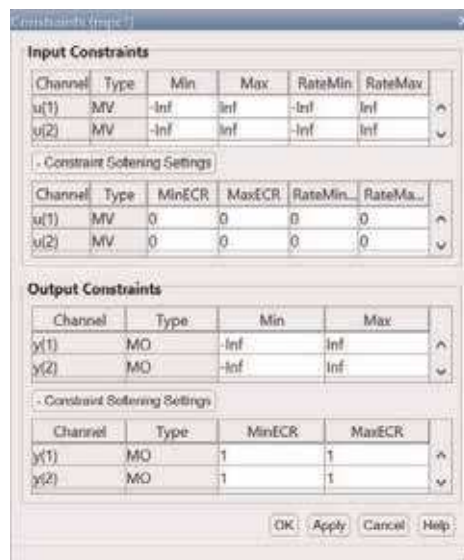 Constraints (mpc1)
Input Constraints
Channel Type Min Max RateMin RateMax
u(1) MV -Inf Inf -Inf Inf
u(2) MV -Inf Inf -Inf Inf
- Constraint Softening Settings
Channel Type MinECR MaxECR RateMin... RateMa...
u(1) MV 0 0 0 0
u(2) MV 0 0 0 0
Output Constraints
Channel Type Min Max
y(1) MO -Inf Inf
y(2) MO -Inf Inf
- Constraint Softening Settings
Channel Type MinECR MaxECR
y(1) MO 1 1
y(2) MO 1 1
OK Apply Cancel Help